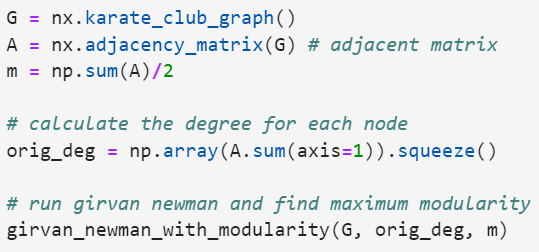 G = nx.karate_club_graph()
A = nx.adjacency_matrix(G) # adjacent matrix
m = np.sum(A)/2
# calculate the degree for each node
orig_deg = np.array(A.sum(axis=1)).squeeze()
# run girvan newman and find maximum modularity
girvan_newman_with_modularity(G, orig_deg, m)